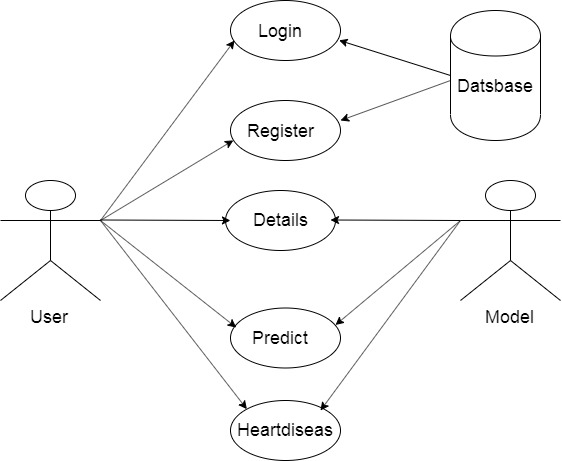 Login
Datsbase
Register
Details
User
Model
Predict
Heartdiseas